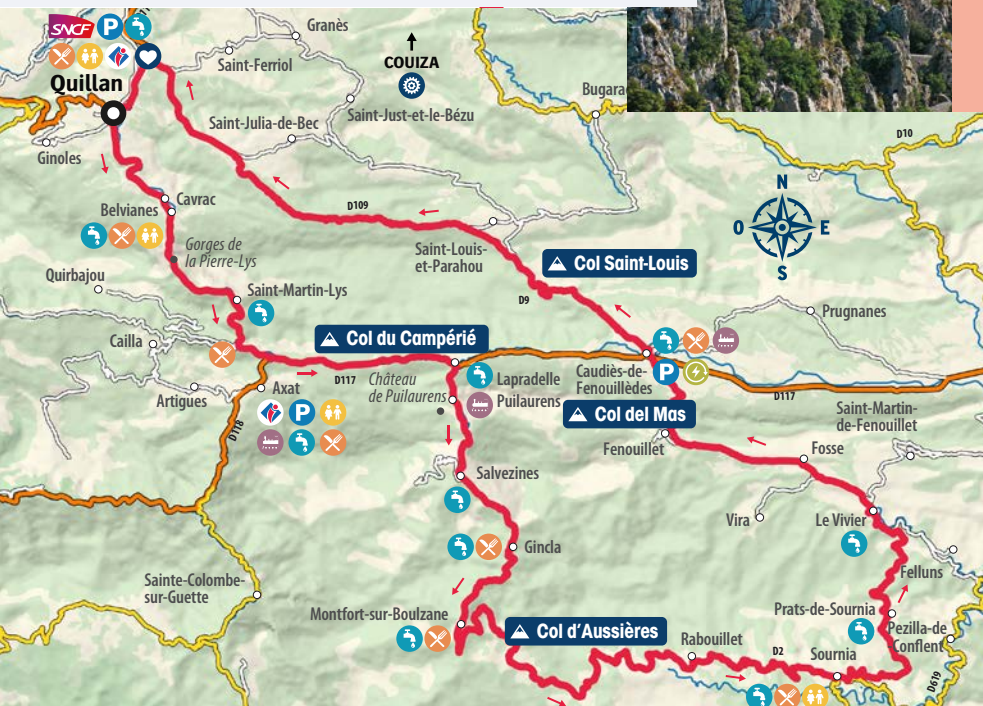 SNCF
P
Quillan
Granès
Saint-Ferriol
COUIZA
Saint-Just-et-le-Bézu
Saint-Julia-de-Bec
Ginoles
D10
Cavrac
Belvianes
D109
Gorges de
la Pierre-Lys
Saint-Louis-
et-Parahou
N
O
E
S
Col Saint-Louis
Quirbajou
Saint-Martin-Lys
D9
Prugnanes
Cailla
Col du Campérié
D117
Château
de Puilaurens
Lapradelle
Puilaurens
Caudiès-de-
Fenouillèdes
P
D117
Artigues
Axat
P
D118
Col del Mas
Saint-Martin-
de-Fenouillet
Fenouillet
Fosse
Salvezines
Vira
Le Vivier
Gincla
Felluns
Sainte-Colombe-
sur-Guette
Montfort-sur-Boulzane
Prats-de-Sournia
Col d'Aussières
Pezilla-de
-Conflent
Rabouillet
D2
Sournia
D619